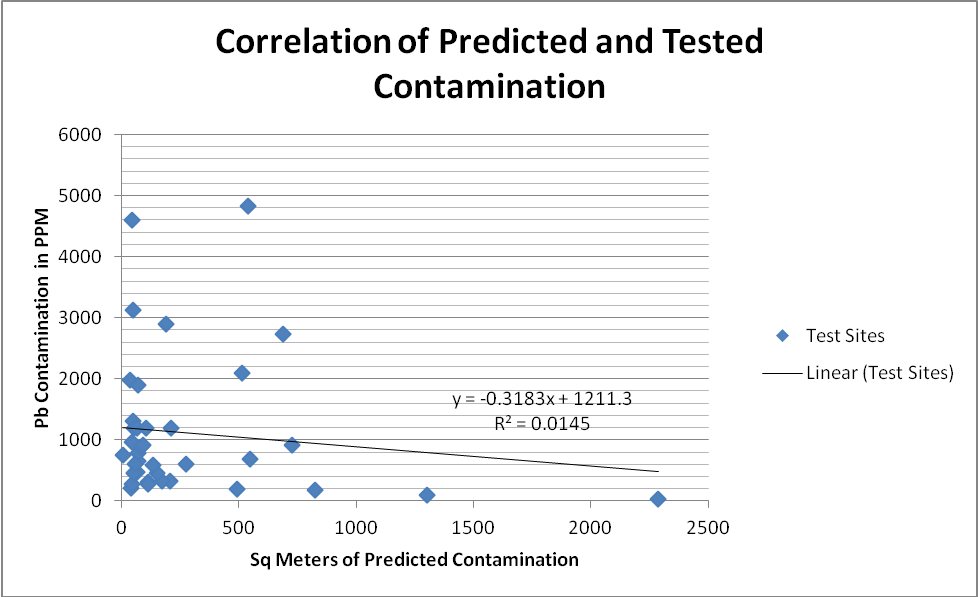 Correlation of Predicted and Tested
Contamination
6000
5000
4000
3000
2000
1000
0
Pb Contamination in PPM
y = -0.3183x + 1211.3
R² = 0.0145
0 500 1000 1500 2000 2500
Sq Meters of Predicted Contamination
Test Sites
Linear (Test Sites)